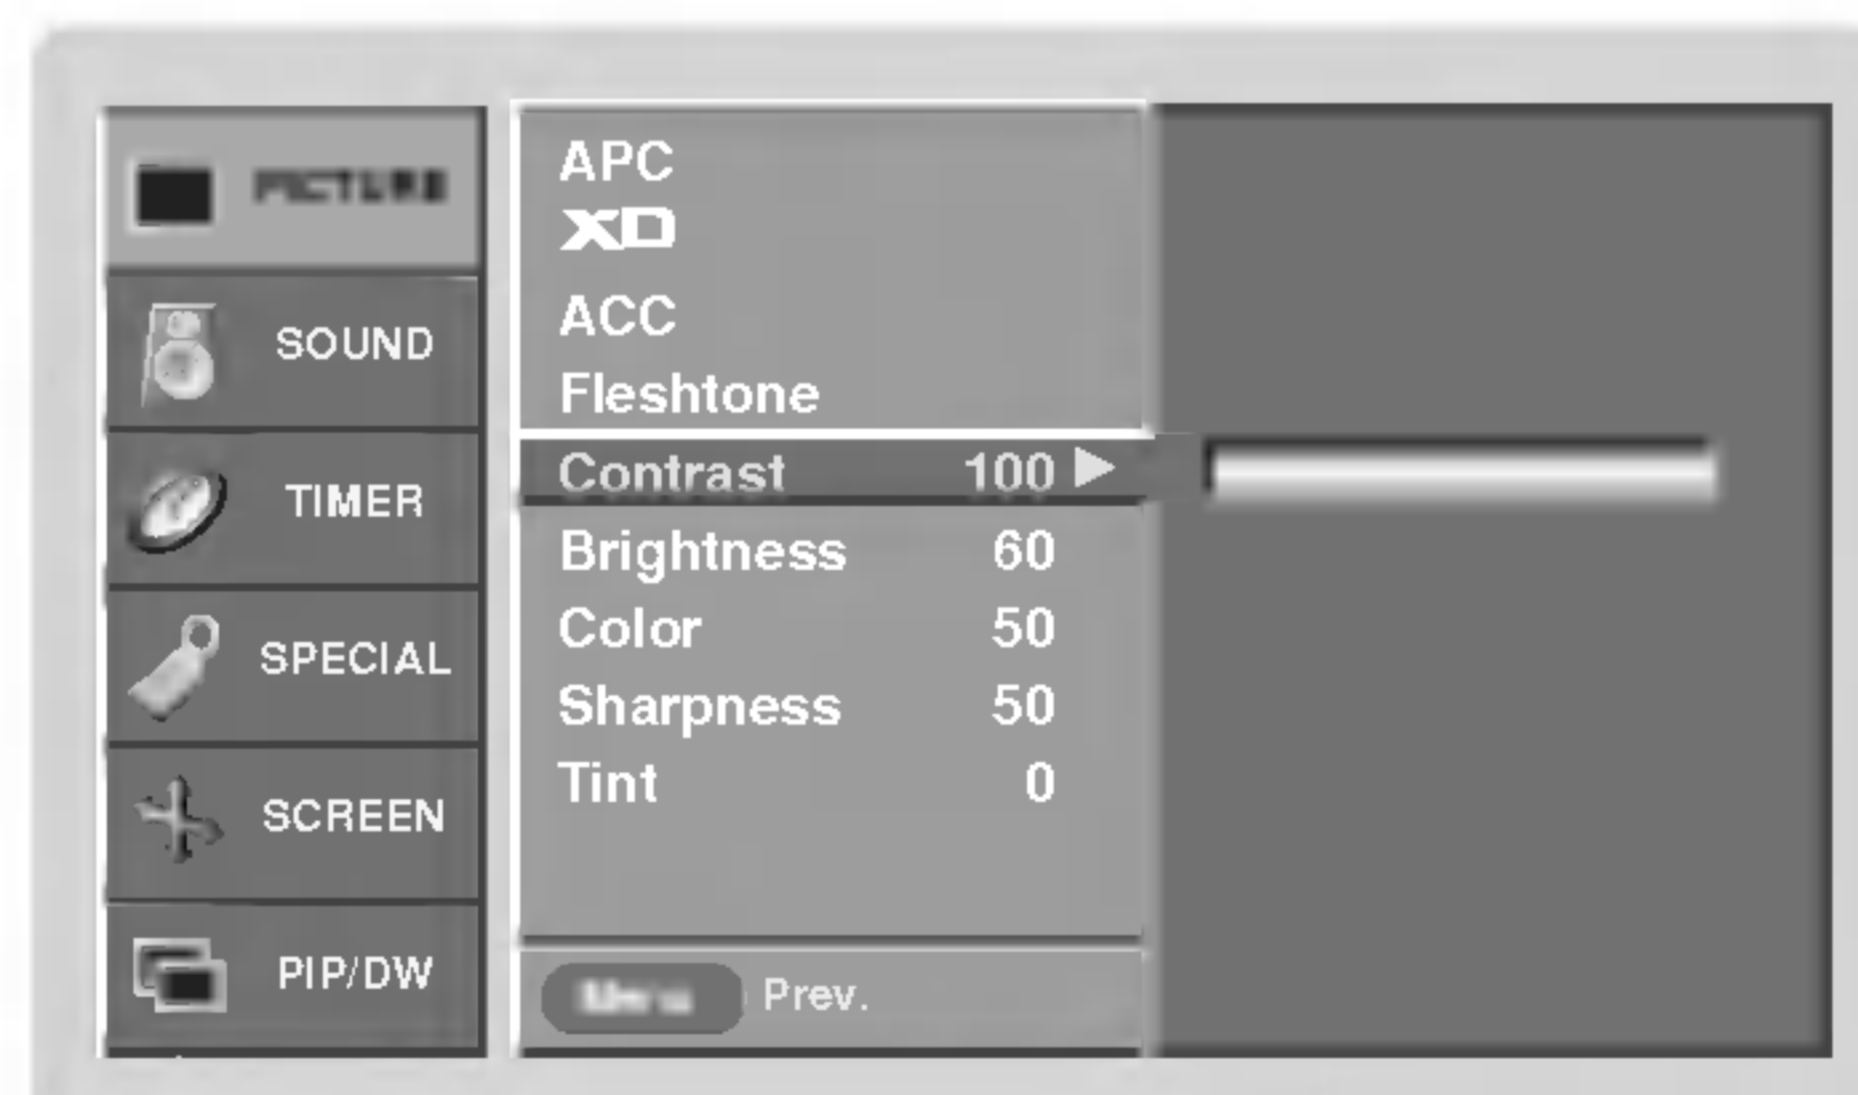 PICTURE
SOUND
TIMER
SPECIAL
SCREEN
PIP/DW
APC
XD
ACC
Fleshtone
Contrast 100 ▶
Brightness 60
Color 50
Sharpness 50
Tint 0
Menu Prev.